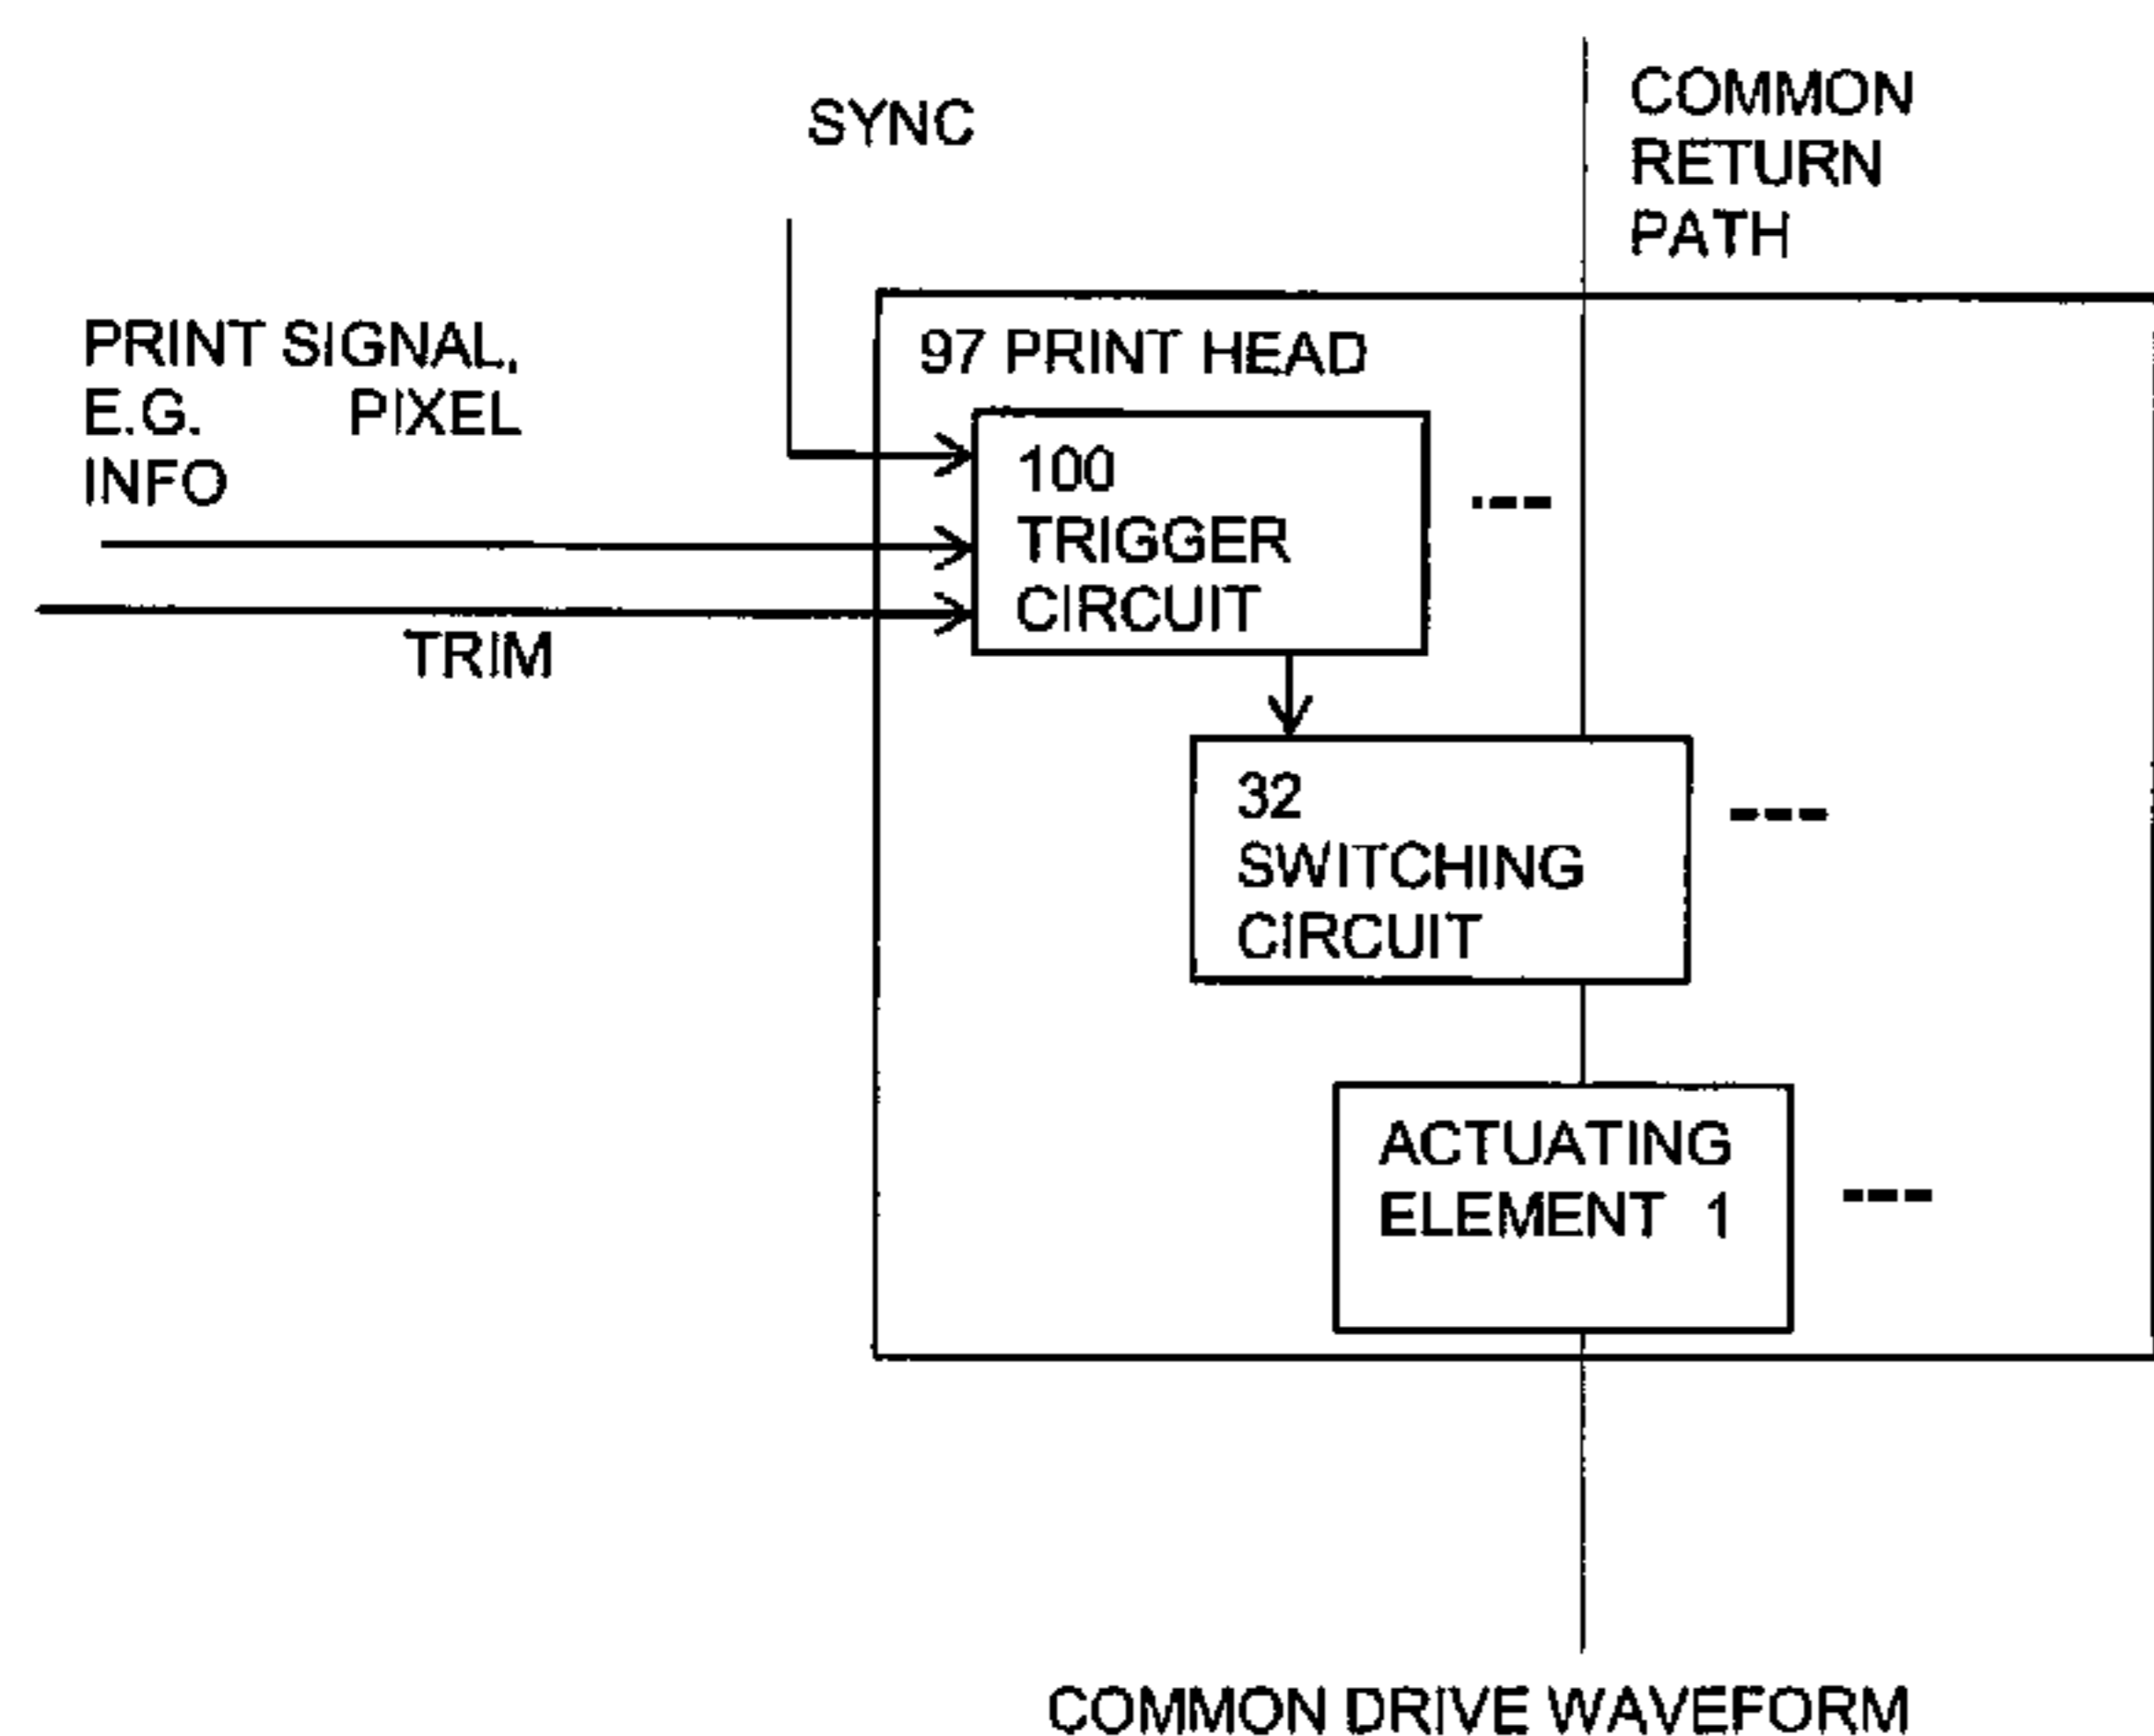 SYNC
COMMON
RETURN
PATH
PRINT SIGNAL,
E.G. PIXEL
INFO
97 PRINT HEAD
100
TRIGGER
CIRCUIT
TRIM
32
SWITCHING
CIRCUIT
ACTUATING
ELEMENT 1
COMMON DRIVE WAVEFORM